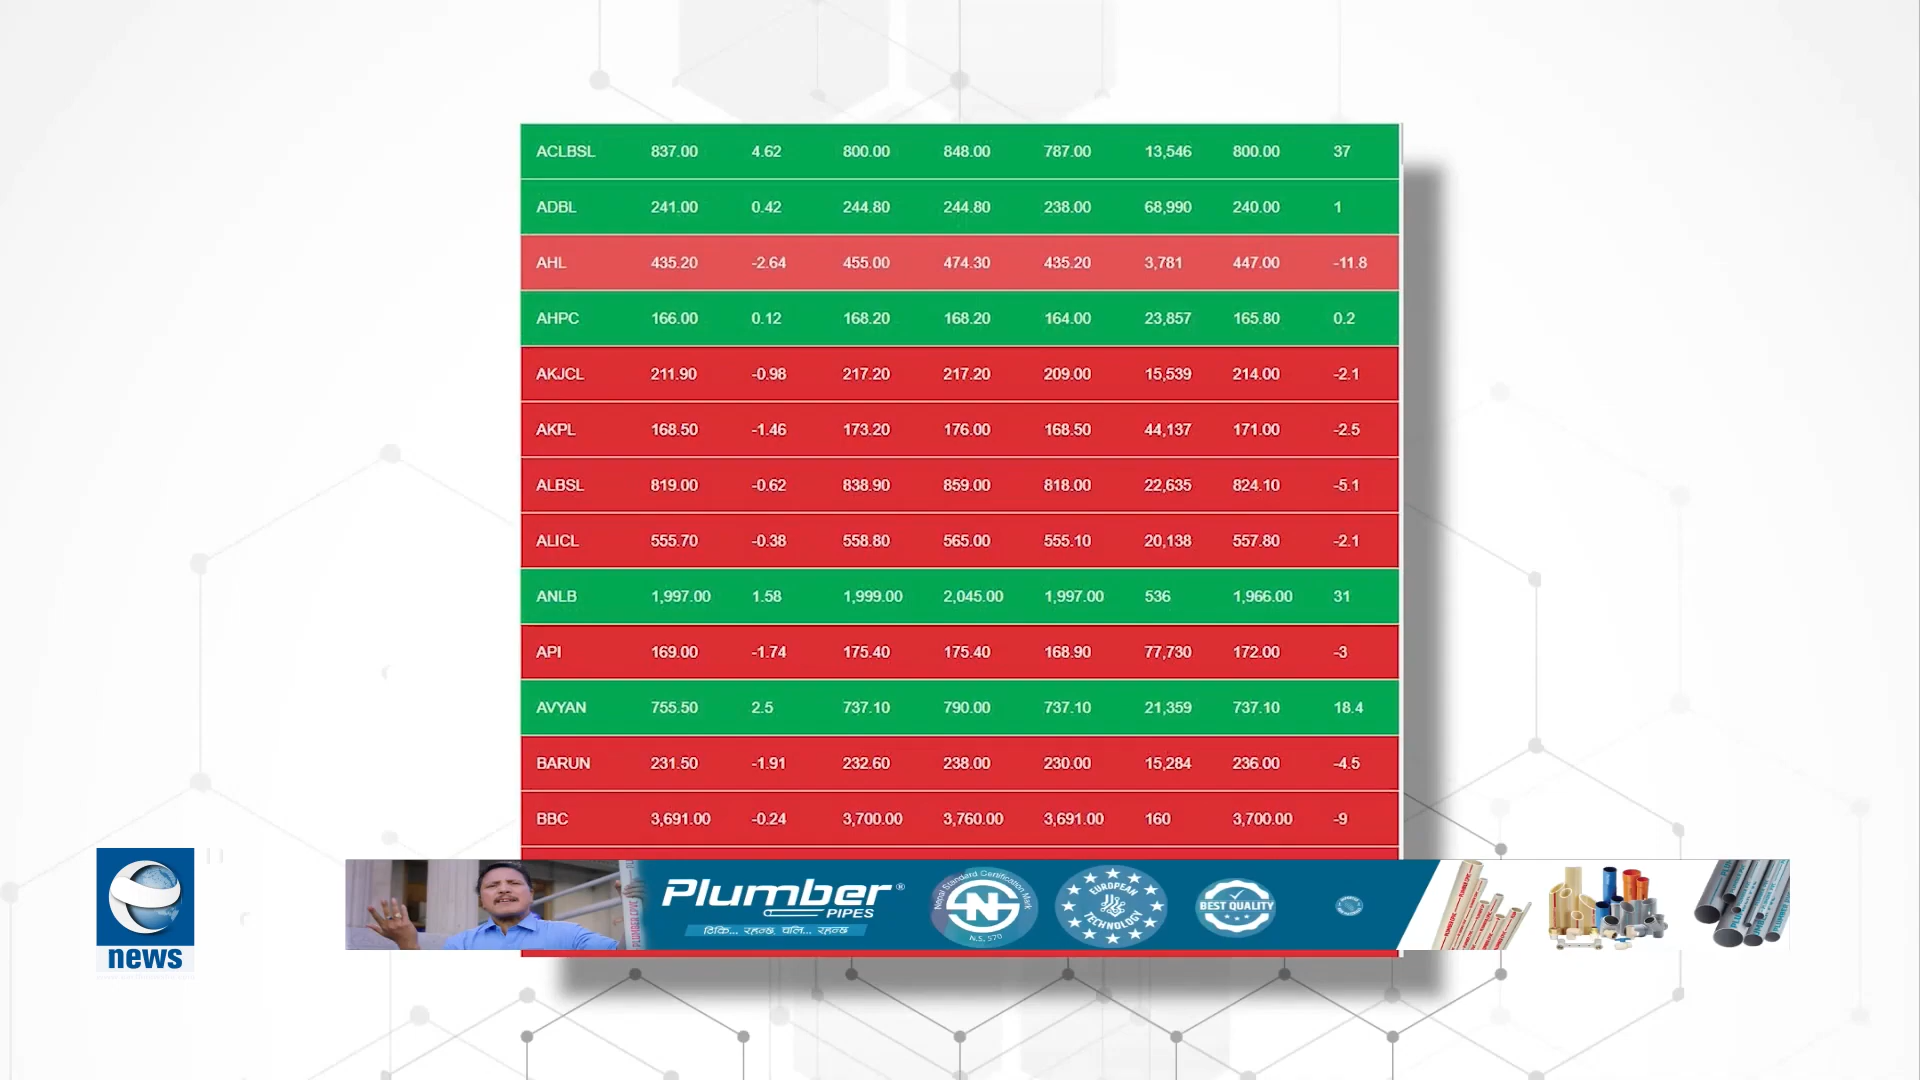 ACLBSL 837.00 4.62 800.00 848.00 787.00 13,546 800.00 37
ADBL 241.00 0.42 244.80 244.80 238.00 68,990 240.00 1
AHL 435.20 -2.64 455.00 474.30 435.20 3,781 447.00 -11.8
AHPC 166.00 0.12 168.20 168.20 164.00 23,857 165.80 0.2
AKJCL 211.90 -0.98 217.20 217.20 209.00 15,539 214.00 -2.1
AKPL 168.50 -1.46 173.20 176.00 168.50 44,137 171.00 -2.5
ALBSL 819.00 -0.62 838.90 859.00 818.00 22,635 824.10 -5.1
ALICL 555.70 -0.38 558.80 565.00 555.10 20,138 557.80 -2.1
ANLB 1,997.00 1.58 1,999.00 2,045.00 1,997.00 536 1,966.00 31
API 169.00 -1.74 175.40 175.40 168.90 77,730 172.00 -3
AVYAN 755.50 2.5 737.10 790.00 737.10 21,359 737.10 18.4
BARUN 231.50 -1.91 232.60 238.00 230.00 15,284 236.00 -4.5
BBC 3,691.00 -0.24 3,700.00 3,760.00 3,691.00 160 3,700.00 -9
news
Plumber®
PIPES
टिकि... रहन्छ, चलि... रहन्छ
Nepal Standard Certification Mark
N.S. 570
EUROPEAN
TECHNOLOGY
BEST QUALITY